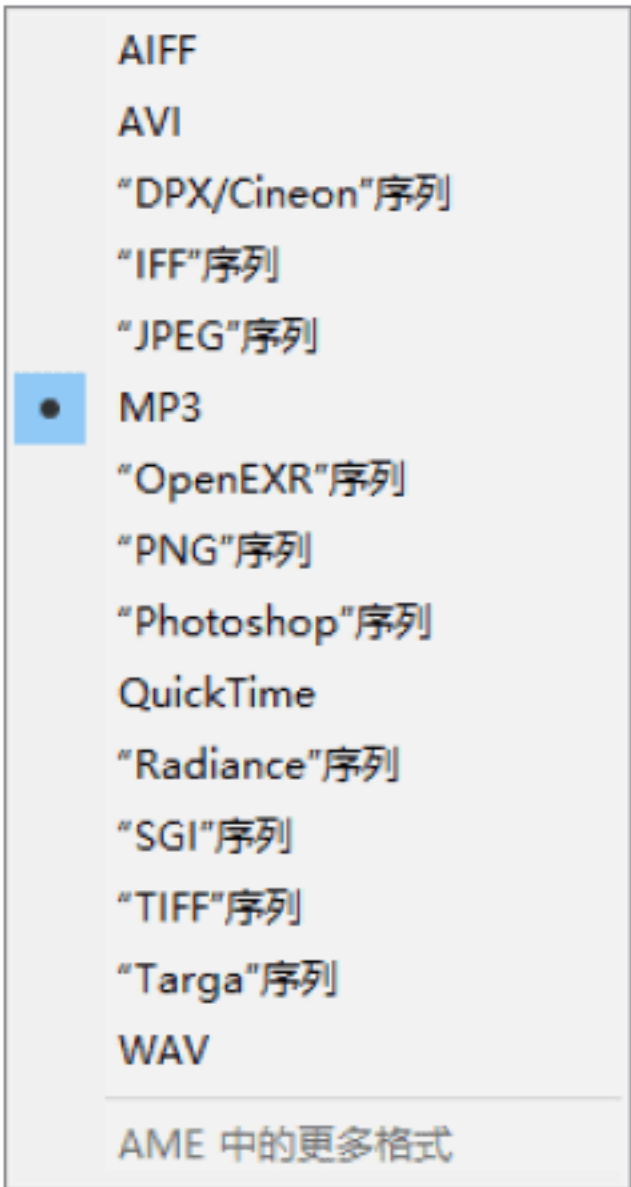 AIFF
AVI
“DPX/Cineon”序列
“IFF”序列
“JPEG”序列
MP3
“OpenEXR”序列
“PNG”序列
“Photoshop”序列
QuickTime
“Radiance”序列
“SGI”序列
“TIFF”序列
“Targa”序列
WAV
AME 中的更多格式